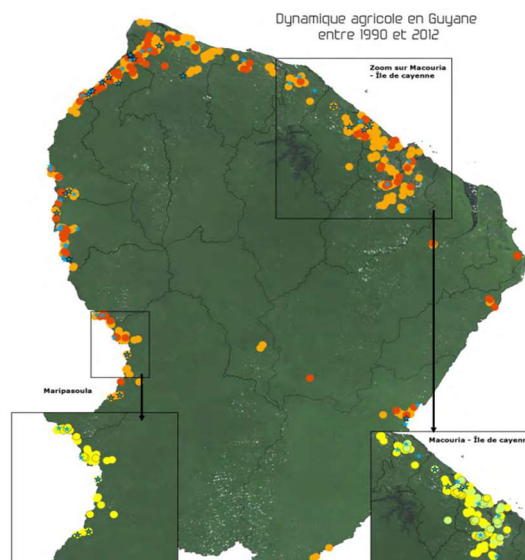 Dynamique agricole en Guyane
entre 1990 et 2012
Zoom sur Macouria
- Île de cayenne
Maripasoula
Macouria - Île de cayenn